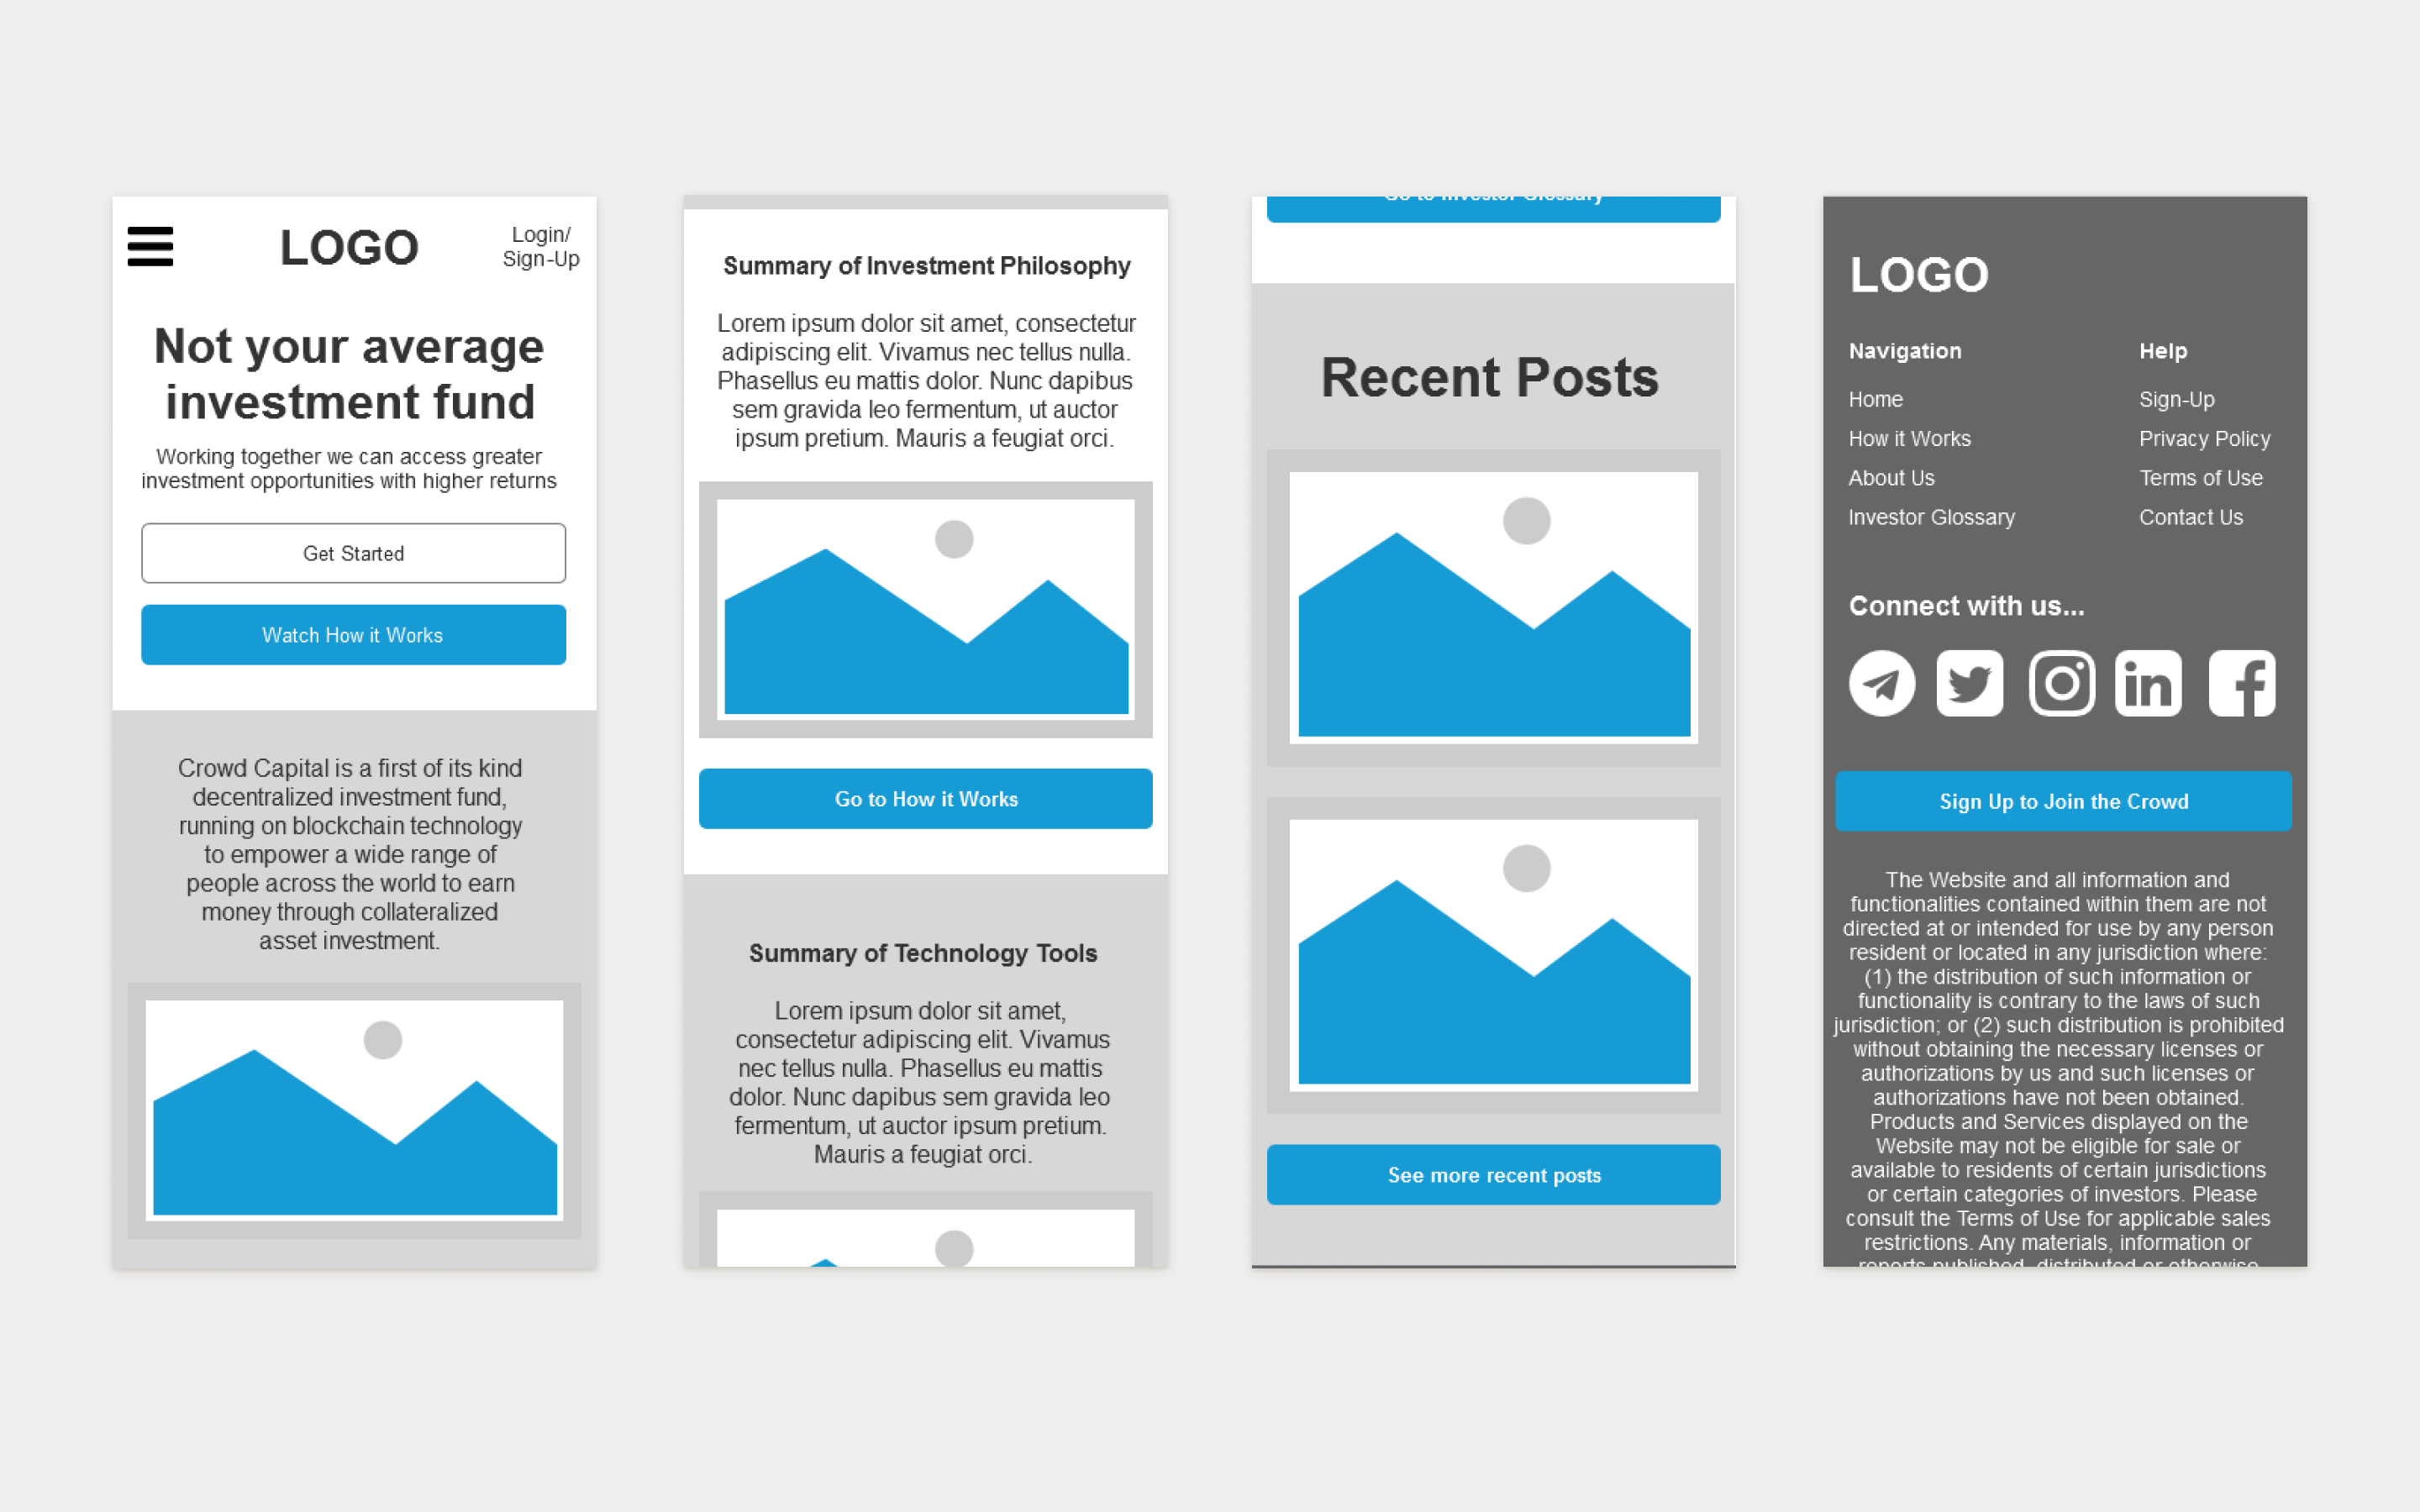 LOGO
Login/
Sign-Up
Not your average
investment fund
Working together we can access greater
investment opportunities with higher returns
Get Started
Watch How it Works
Crowd Capital is a first of its kind
decentralized investment fund,
running on blockchain technology
to empower a wide range of
people across the world to earn
money through collateralized
asset investment.
Summary of Investment Philosophy
Lorem ipsum dolor sit amet, consectetur
adipiscing elit. Vivamus nec tellus nulla.
Phasellus eu mattis dolor. Nunc dapibus
sem gravida leo fermentum, ut auctor
ipsum pretium. Mauris a feugiat orci.
Go to How it Works
Summary of Technology Tools
Lorem ipsum dolor sit amet,
consectetur adipiscing elit. Vivamus
nec tellus nulla. Phasellus eu mattis
dolor. Nunc dapibus sem gravida leo
fermentum, ut auctor ipsum pretium.
Mauris a feugiat orci.
Go to Investor Glossary
Recent Posts
See more recent posts
LOGO
Navigation
Home
How it Works
About Us
Investor Glossary
Help
Sign-Up
Privacy Policy
Terms of Use
Contact Us
Connect with us...
in
Sign Up to Join the Crowd
The Website and all information and
functionalities contained within them are not
directed at or intended for use by any person
resident or located in any jurisdiction where:
(1) the distribution of such information or
functionality is contrary to the laws of such
jurisdiction; or (2) such distribution is prohibited
without obtaining the necessary licenses or
authorizations by us and such licenses or
authorizations have not been obtained.
Products and Services displayed on the
Website may not be eligible for sale or
available to residents of certain jurisdictions
or certain categories of investors. Please
consult the Terms of Use for applicable sales
restrictions. Any materials, information or
reports published, distributed or otherwise